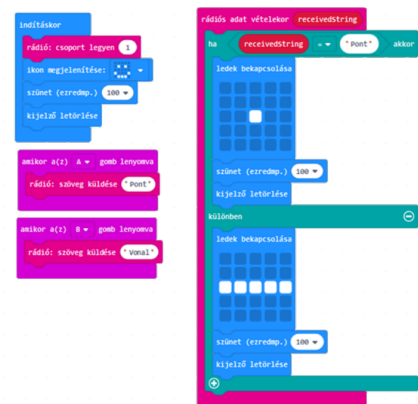 indításkor
rádió: csoport legyen 1
ikon megjelenítése:
szünet (ezredmp.) 100
kijelző letörlése
amikor a(z) A gomb lenyomva
rádió: szöveg küldése "Pont"
amikor a(z) B gomb lenyomva
rádió: szöveg küldése "Vonal"
rádiós adat vételekor receivedString
ha receivedString = "Pont" akkor
ledek bekapcsolása
szünet (ezredmp.) 100
kijelző letörlése
különben
ledek bekapcsolása
szünet (ezredmp.) 100
kijelző letörlése